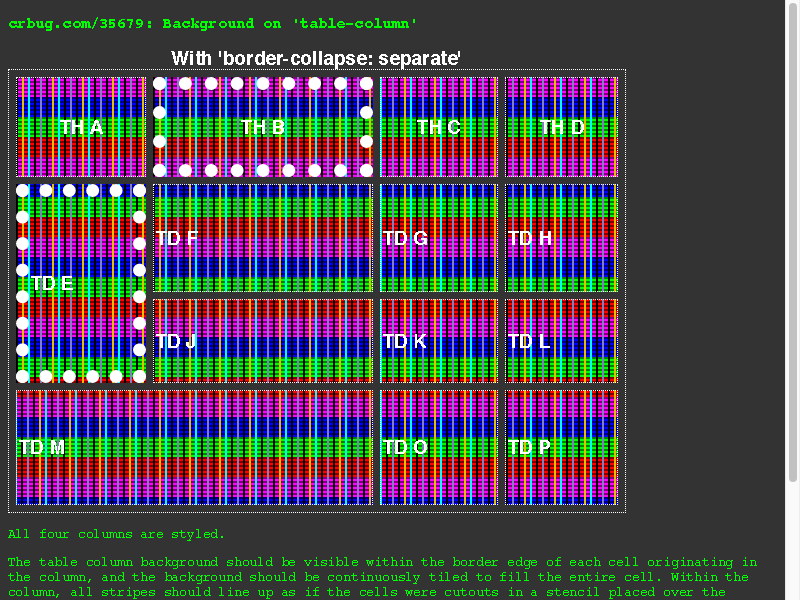 crbug.com/35679: Background on 'table-column'
With 'border-collapse: separate'
TH A
TH B
TH C
TH D
TD E
TD F
TD G
TD H
TD J
TD K
TD L
TD M
TD O
TD P
All four columns are styled.
The table column background should be visible within the border edge of each cell originating in
the column, and the background should be continuously tiled to fill the entire cell. Within the
column, all stripes should line up as if the cells were cutouts in a stencil placed over the